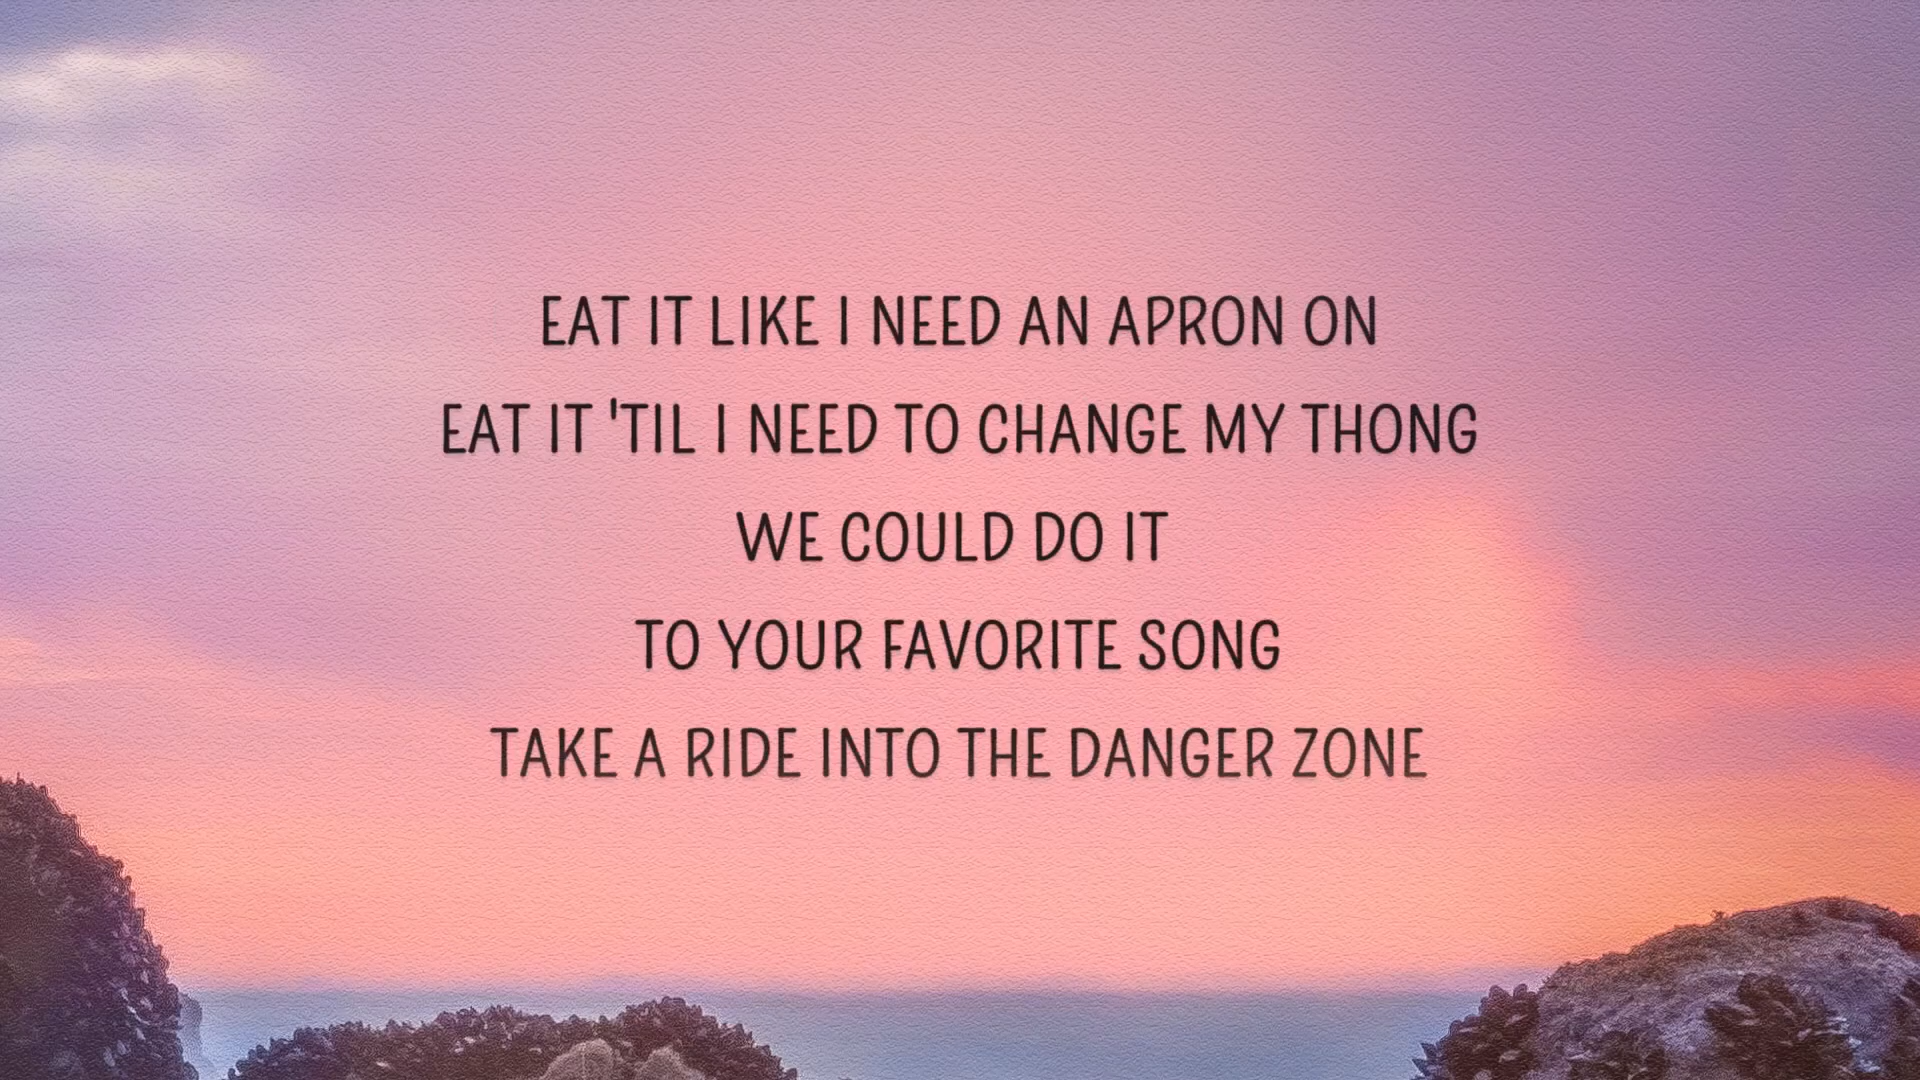 EAT IT LIKE I NEED AN APRON ON
EAT IT 'TIL I NEED TO CHANGE MY THONG
WE COULD DO IT
TO YOUR FAVORITE SONG
TAKE A RIDE INTO THE DANGER ZONE